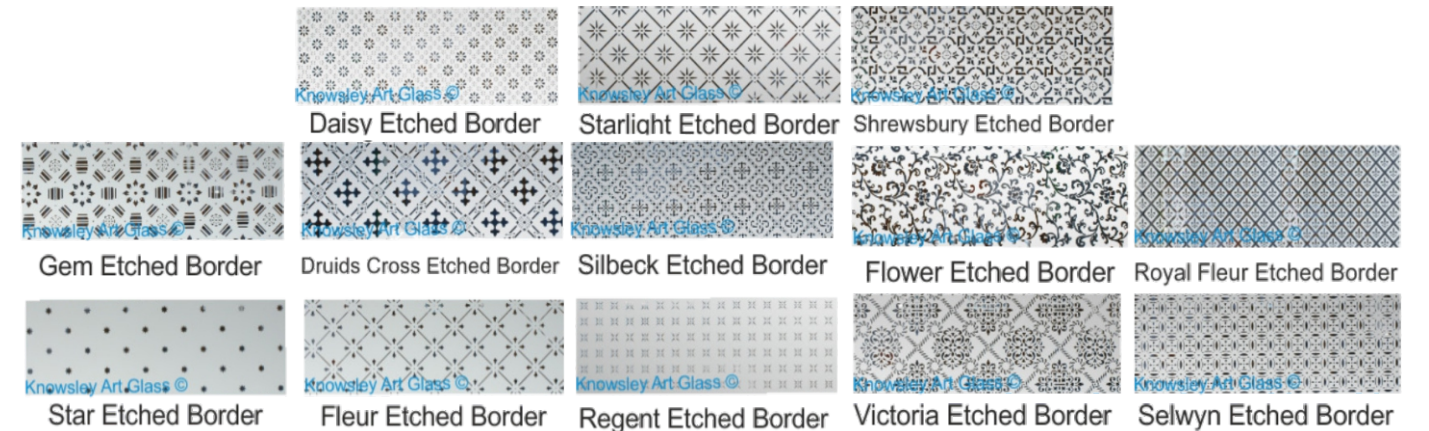 Knowsley Art Glass ©
Knowsley Art Glass ©
Knowsley Art Glass ©
Daisy Etched Border
Starlight Etched Border
Shrewsbury Etched Border
Knowsley Art Glass ©
Knowsley Art Glass ©
Knowsley Art Glass ©
Knowsley Art Glass ©
Knowsley Art Glass ©
Gem Etched Border
Druids Cross Etched Border
Silbeck Etched Border
Flower Etched Border
Royal Fleur Etched Border
Knowsley Art Glass ©
Knowsley Art Glass ©
Knowsley Art Glass ©
Knowsley Art Glass ©
Knowsley Art Glass ©
Star Etched Border
Fleur Etched Border
Regent Etched Border
Victoria Etched Border
Selwyn Etched Border